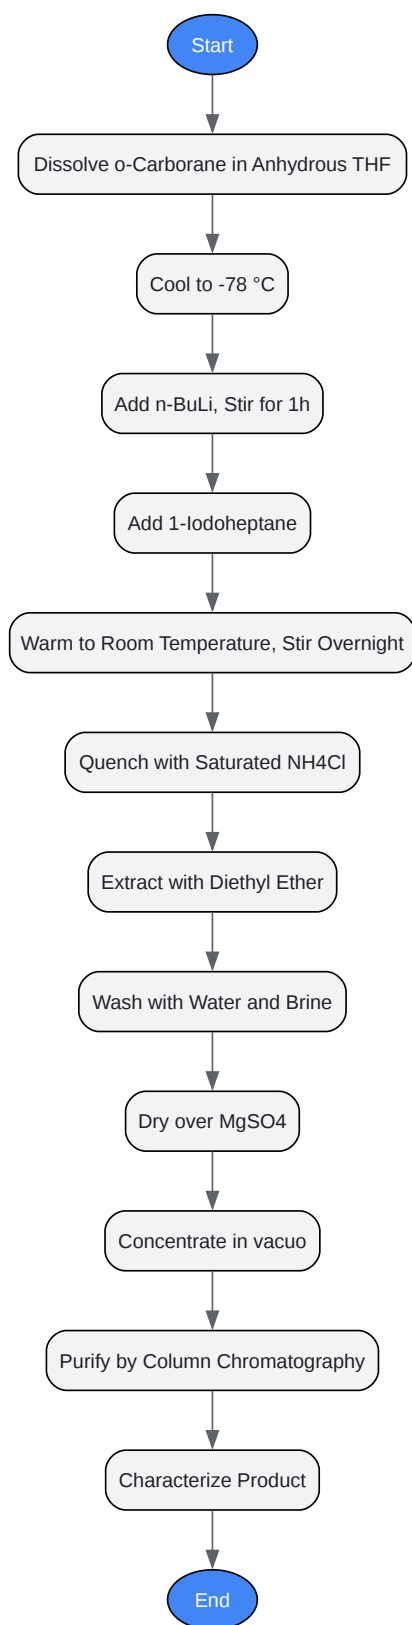 Start
Dissolve o-Carborane in Anhydrous THF
Cool to -78 °C
Add n-BuLi, Stir for 1h
Add 1-Iodoheptane
Warm to Room Temperature, Stir Overnight
Quench with Saturated NH4Cl
Extract with Diethyl Ether
Wash with Water and Brine
Dry over MgSO4
Concentrate in vacuo
Purify by Column Chromatography
Characterize Product
End